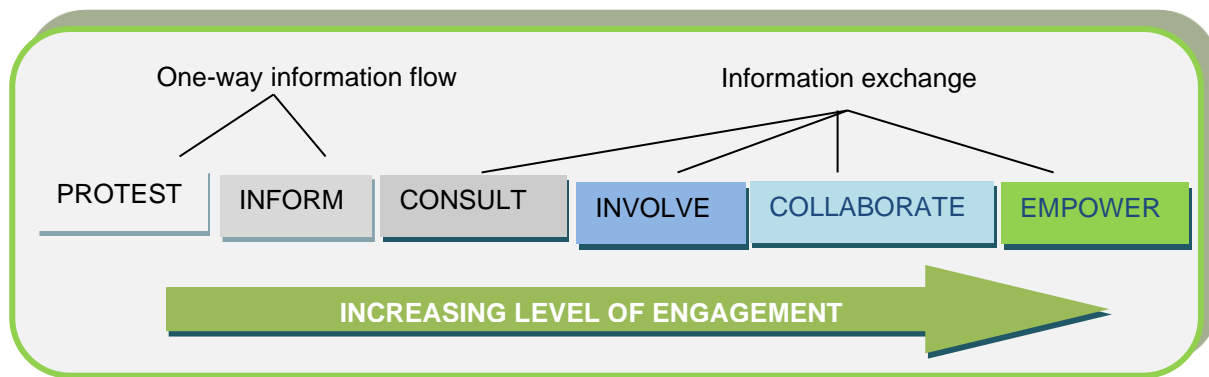 One-way information flow
Information exchange
PROTEST
INFORM
CONSULT
INVOLVE
COLLABORATE
EMPOWER
INCREASING LEVEL OF ENGAGEMENT